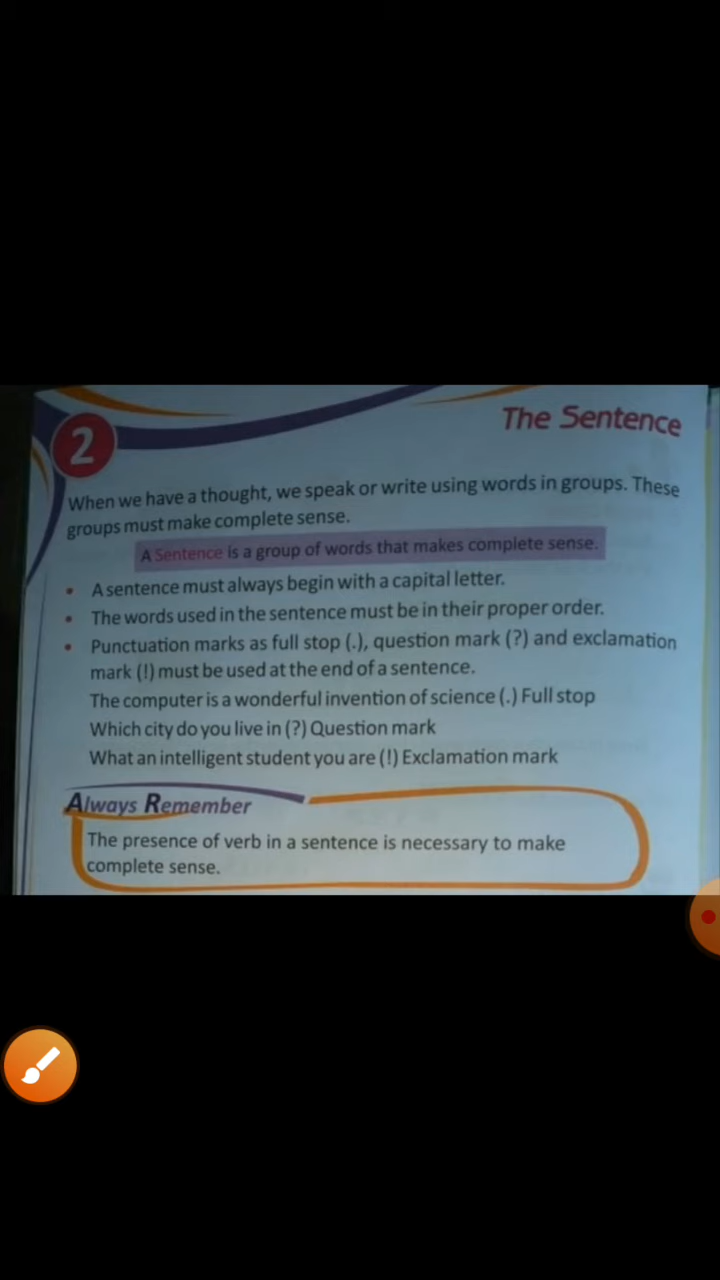 2
The Sentence
When we have a thought, we speak or write using words in groups. These
groups must make complete sense.
A Sentence is a group of words that makes complete sense.
• A sentence must always begin with a capital letter.
• The words used in the sentence must be in their proper order.
• Punctuation marks as full stop (.), question mark (?) and exclamation
mark (!) must be used at the end of a sentence.
The computer is a wonderful invention of science (.) Full stop
Which city do you live in (?) Question mark
What an intelligent student you are (!) Exclamation mark
Always Remember
The presence of verb in a sentence is necessary to make
complete sense.